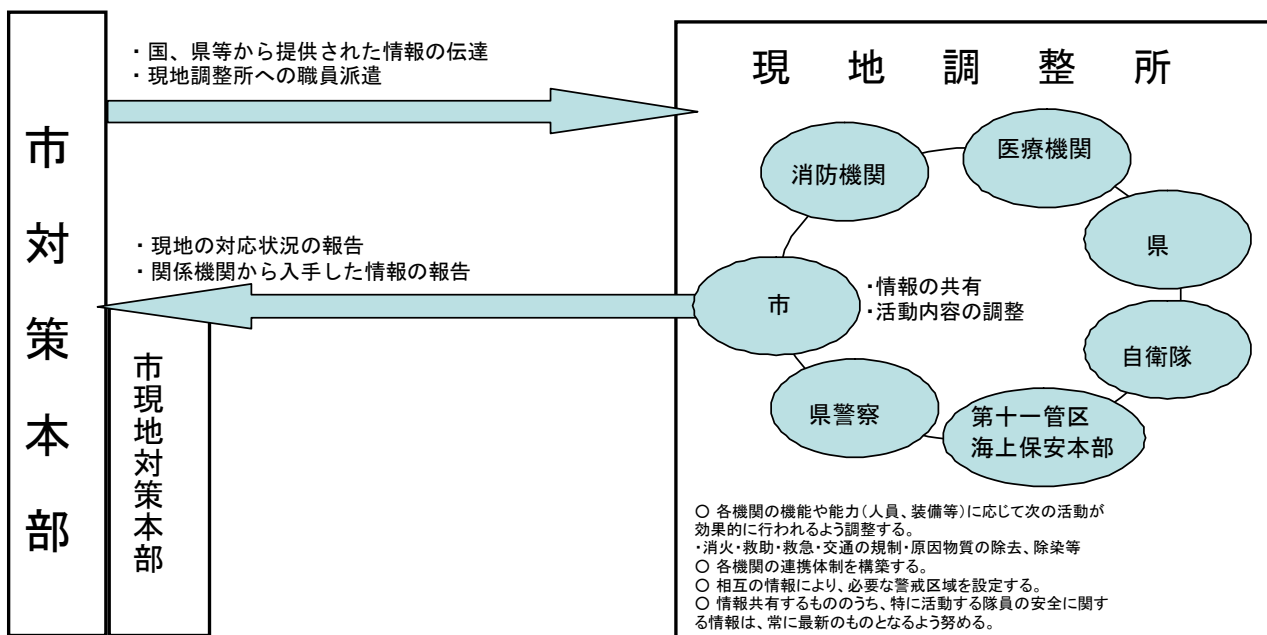 市対策本部
・国、県等から提供された情報の伝達
・現地調整所への職員派遣
・現地の対応状況の報告
・関係機関から入手した情報の報告
市現地対策本部
現地調整所
医療機関
消防機関
県
市
・情報の共有
・活動内容の調整
自衛隊
県警察
第十一管区
海上保安本部
○ 各機関の機能や能力(人員、装備等)に応じて次の活動が
効果的に行われるよう調整する。
・消火・救助・救急・交通の規制・原因物質の除去、除染等
○ 各機関の連携体制を構築する。
○ 相互の情報により、必要な警戒区域を設定する。
○ 情報共有するもののうち、特に活動する隊員の安全に関す
る情報は、常に最新のものとなるよう努める。